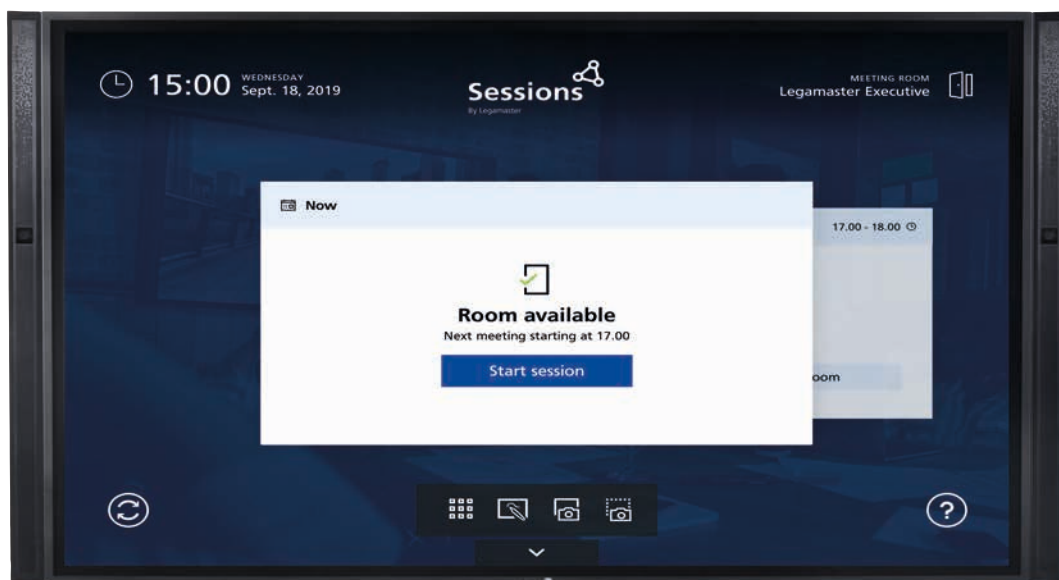 15:00
WEDNESDAY
Sept. 18, 2019
Sessions
By Legamaster
MEETING ROOM
Legamaster Executive
Now
17.00 - 18.00
Room available
Next meeting starting at 17.00
Start session
oom